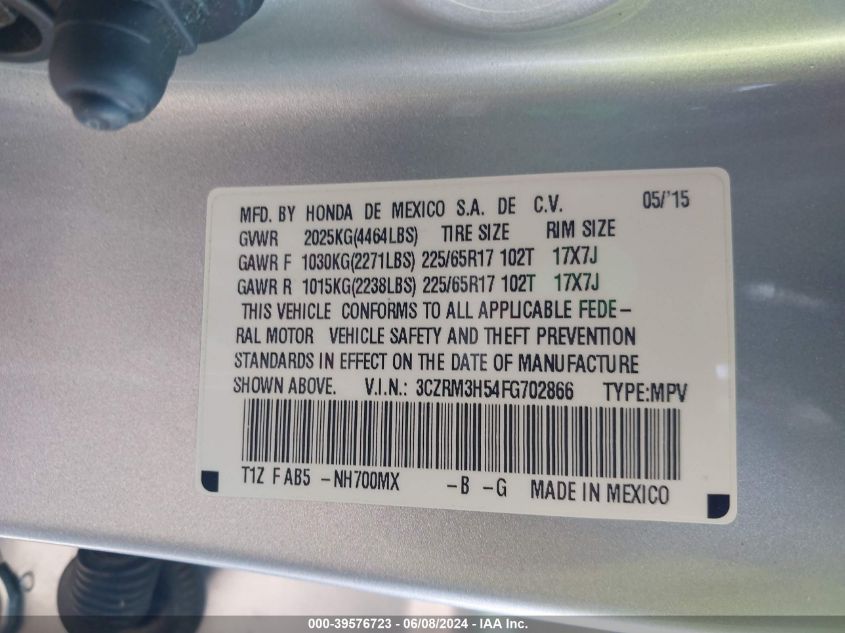 MFD. BY HONDA DE MEXICO S.A. DE C.V. 05/'15
GVWR 2025KG(4464LBS) TIRE SIZE RIM SIZE
GAWR F 1030KG(2271LBS) 225/65R17 102T 17X7J
GAWR R 1015KG(2238LBS) 225/65R17 102T 17X7J
THIS VEHICLE CONFORMS TO ALL APPLICABLE FEDE-
RAL MOTOR VEHICLE SAFETY AND THEFT PREVENTION
STANDARDS IN EFFECT ON THE DATE OF MANUFACTURE
SHOWN ABOVE. V.I.N.: 3CZRM3H54FG702866 TYPE:MPV
T1Z F AB5 -NH700MX -B -G MADE IN MEXICO
000-39576723 - 06/08/2024 - IAA Inc.